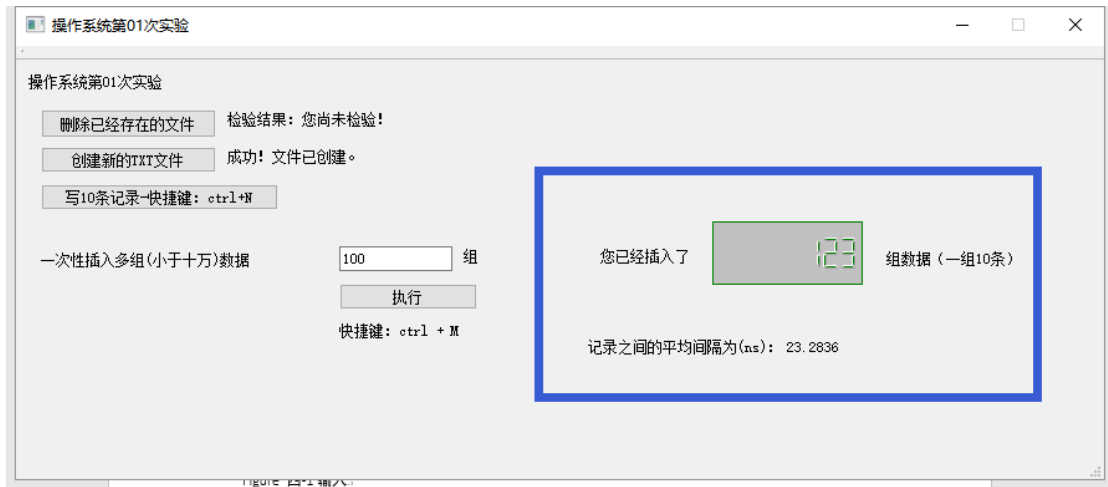 操作系统第01次实验
操作系统第01次实验
删除已经存在的文件 检验结果：您尚未检验！
创建新的TXT文件 成功！文件已创建。
写10条记录-快捷键：ctrl+N
一次性插入多组(小于十万)数据 100 组
执行
快捷键：ctrl + M
您已经插入了 123 组数据（一组10条）
记录之间的平均间隔为(ns)： 23.2836